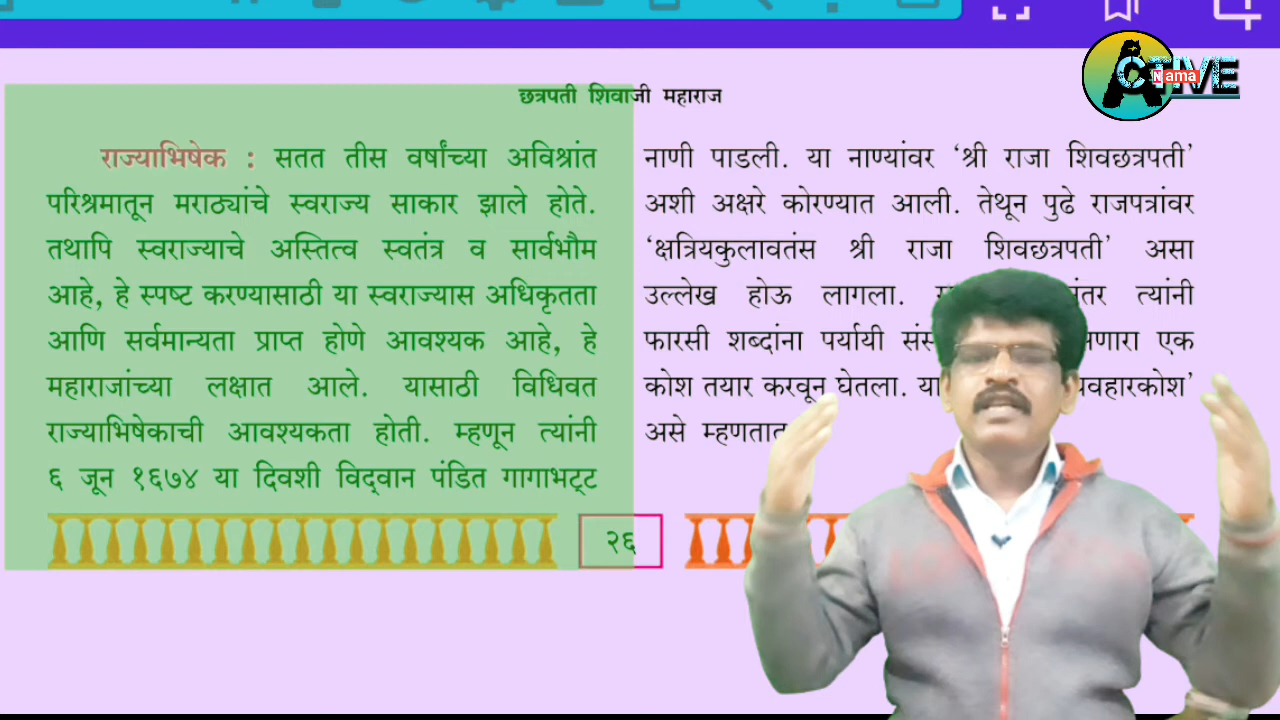 ACTIVE
Nama
छत्रपती शिवाजी महाराज
राज्याभिषेक : सतत तीस वर्षांच्या अविश्रांत
परिश्रमातून मराठ्यांचे स्वराज्य साकार झाले होते.
तथापि स्वराज्याचे अस्तित्व स्वतंत्र व सार्वभौम
आहे, हे स्पष्ट करण्यासाठी या स्वराज्यास अधिकृतता
आणि सर्वमान्यता प्राप्त होणे आवश्यक आहे, हे
महाराजांच्या लक्षात आले. यासाठी विधिवत
राज्याभिषेकाची आवश्यकता होती. म्हणून त्यांनी
६ जून १६७४ या दिवशी विद्‌वान पंडित गागाभट्‌ट
नाणी पाडली. या नाण्यांवर ‘श्री राजा शिवछत्रपती’
अशी अक्षरे कोरण्यात आली. तेथून पुढे राजपत्रांवर
‘क्षत्रियकुलावतंस श्री राजा शिवछत्रपती’ असा
उल्लेख होऊ लागला. त्यांनी
फारसी शब्दांना पर्यायी एक
कोश तयार करवून घेतला.
असे म्हणतात
२६